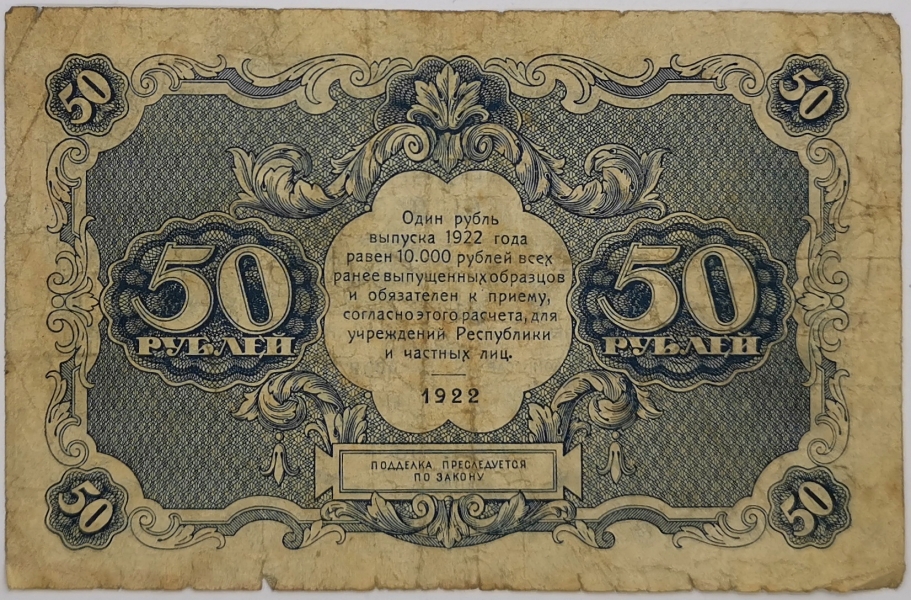 50
50
Один рубль
выпуска 1922 года
равен 10.000 рублей всех
ранее выпущенных образцов
и обязателен к приему,
согласно этого расчета, для
учреждений Республики
и частных лиц.
1922
50
РУБЛЕЙ
50
РУБЛЕЙ
ПОДДЕЛКА ПРЕСЛЕДУЕТСЯ
ПО ЗАКОНУ
50
50